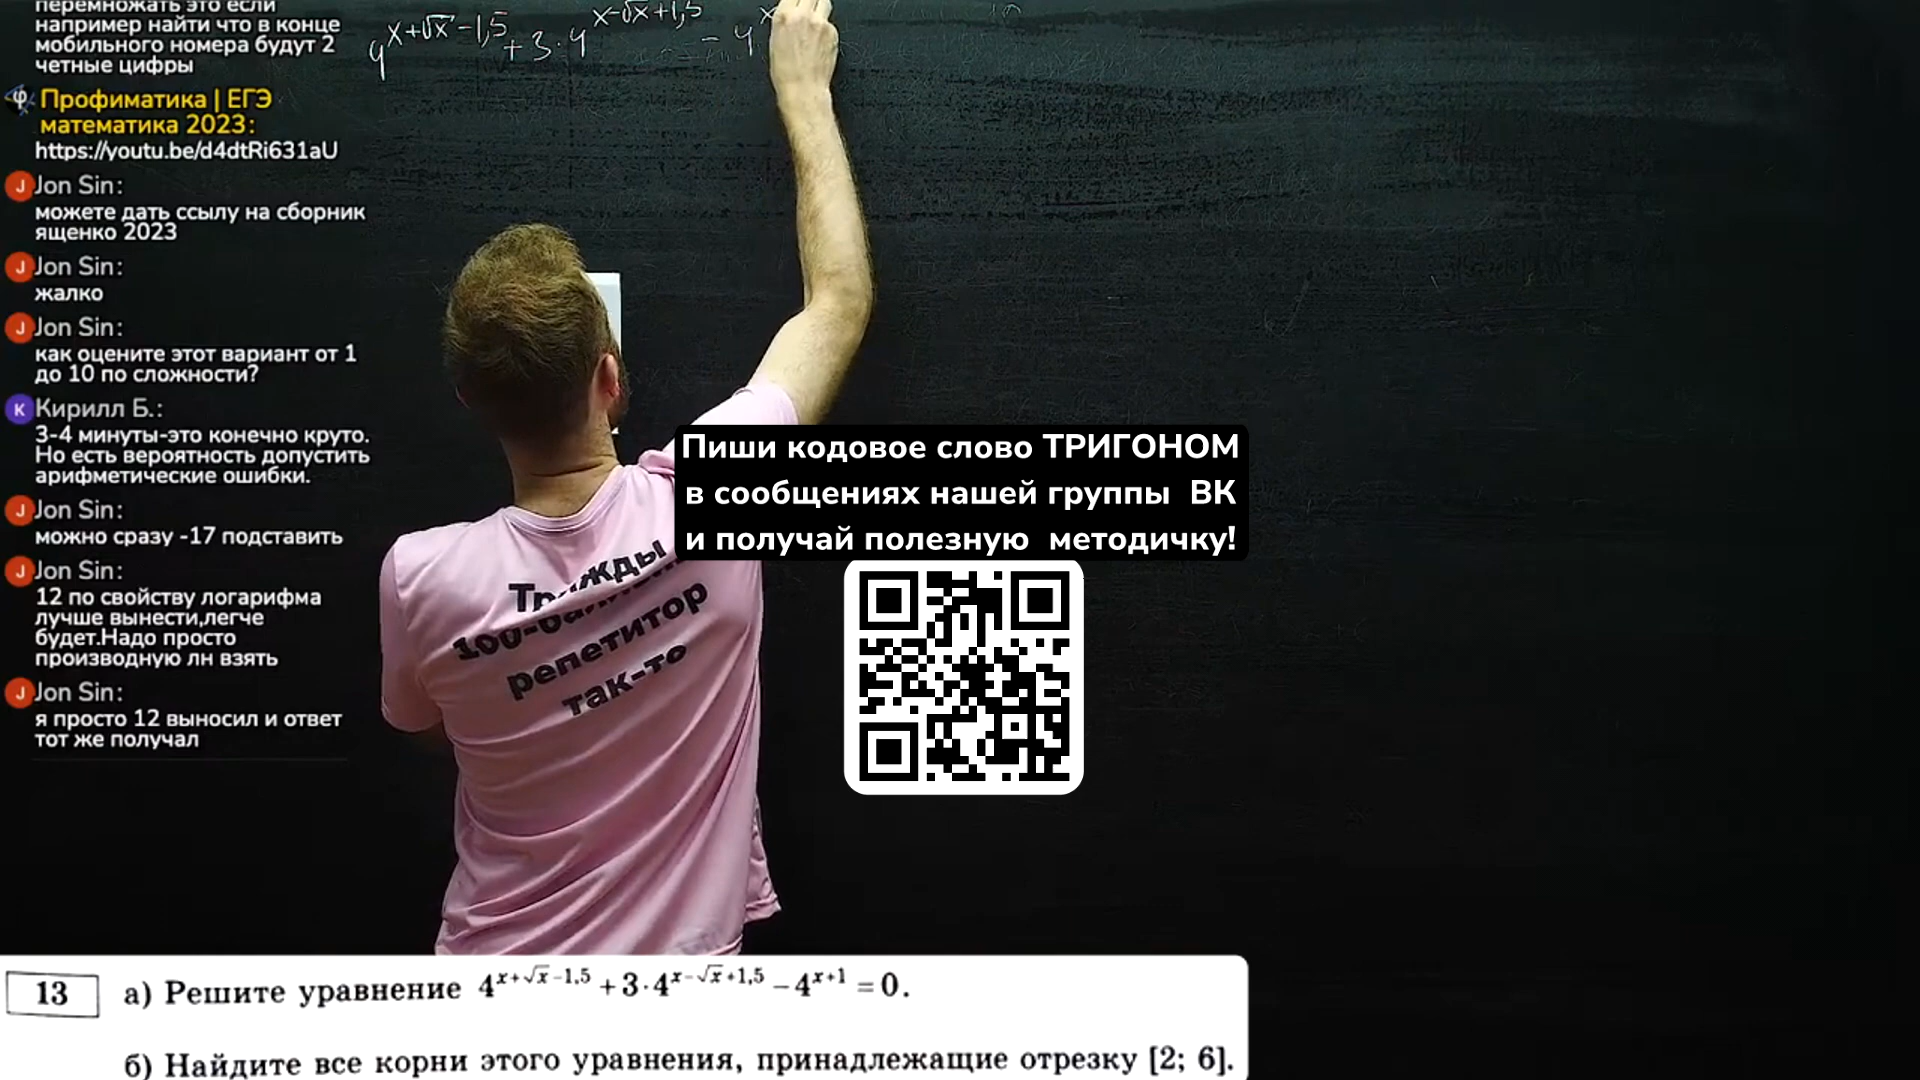 перемножать это если
например найти что в конце
мобильного номера будут 2
четные цифры
Профиматика | ЕГЭ
математика 2023:
https://youtu.be/d4dtRi631aU
Jon Sin:
можете дать ссылу на сборник
ященко 2023
Jon Sin:
жалко
Jon Sin:
как оцените этот вариант от 1
до 10 по сложности?
Кирилл Б.:
3-4 минуты-это конечно круто.
Но есть вероятность допустить
арифметические ошибки.
Jon Sin:
можно сразу -17 подставить
Jon Sin:
12 по свойству логарифма
лучше вынести,легче
будет.Надо просто
производную лн взять
Jon Sin:
я просто 12 выносил и ответ
тот же получал
4^{x+√x-1,5} + 3·4^{x-√x+1,5} - 4^{x
Трижды
100-балльный
репетитор
так-то
Пиши кодовое слово ТРИГОНОМ
в сообщениях нашей группы ВК
и получай полезную методичку!
13 а) Решите уравнение 4^{x+√x-1,5} + 3·4^{x-√x+1,5} - 4^{x+1} = 0.
б) Найдите все корни этого уравнения, принадлежащие отрезку [2; 6].